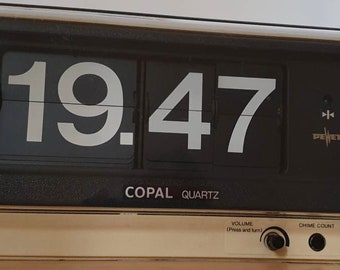 19.47
COPAL QUARTZ
VOLUME CHIME COUNT
(Press and turn)